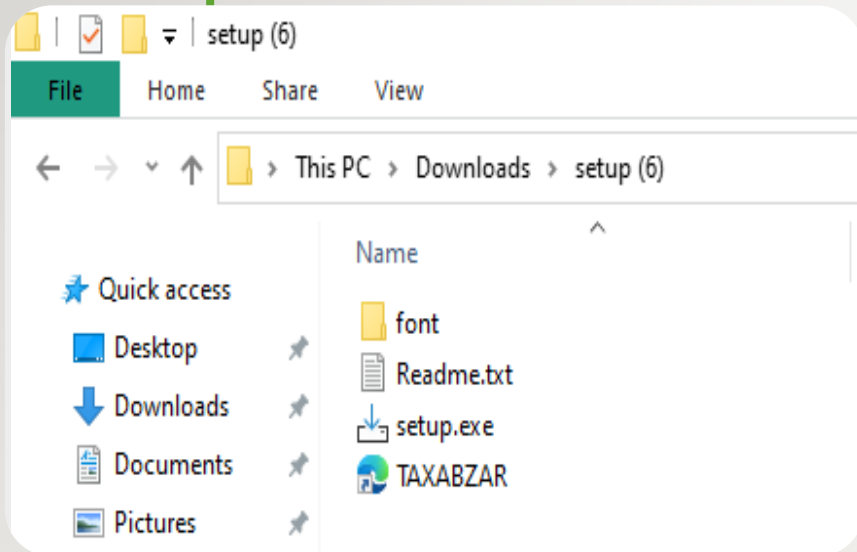 setup (6)
File Home Share View
This PC > Downloads > setup (6)
Name
Quick access
Desktop
Downloads
Documents
Pictures
font
Readme.txt
setup.exe
TAXABZAR